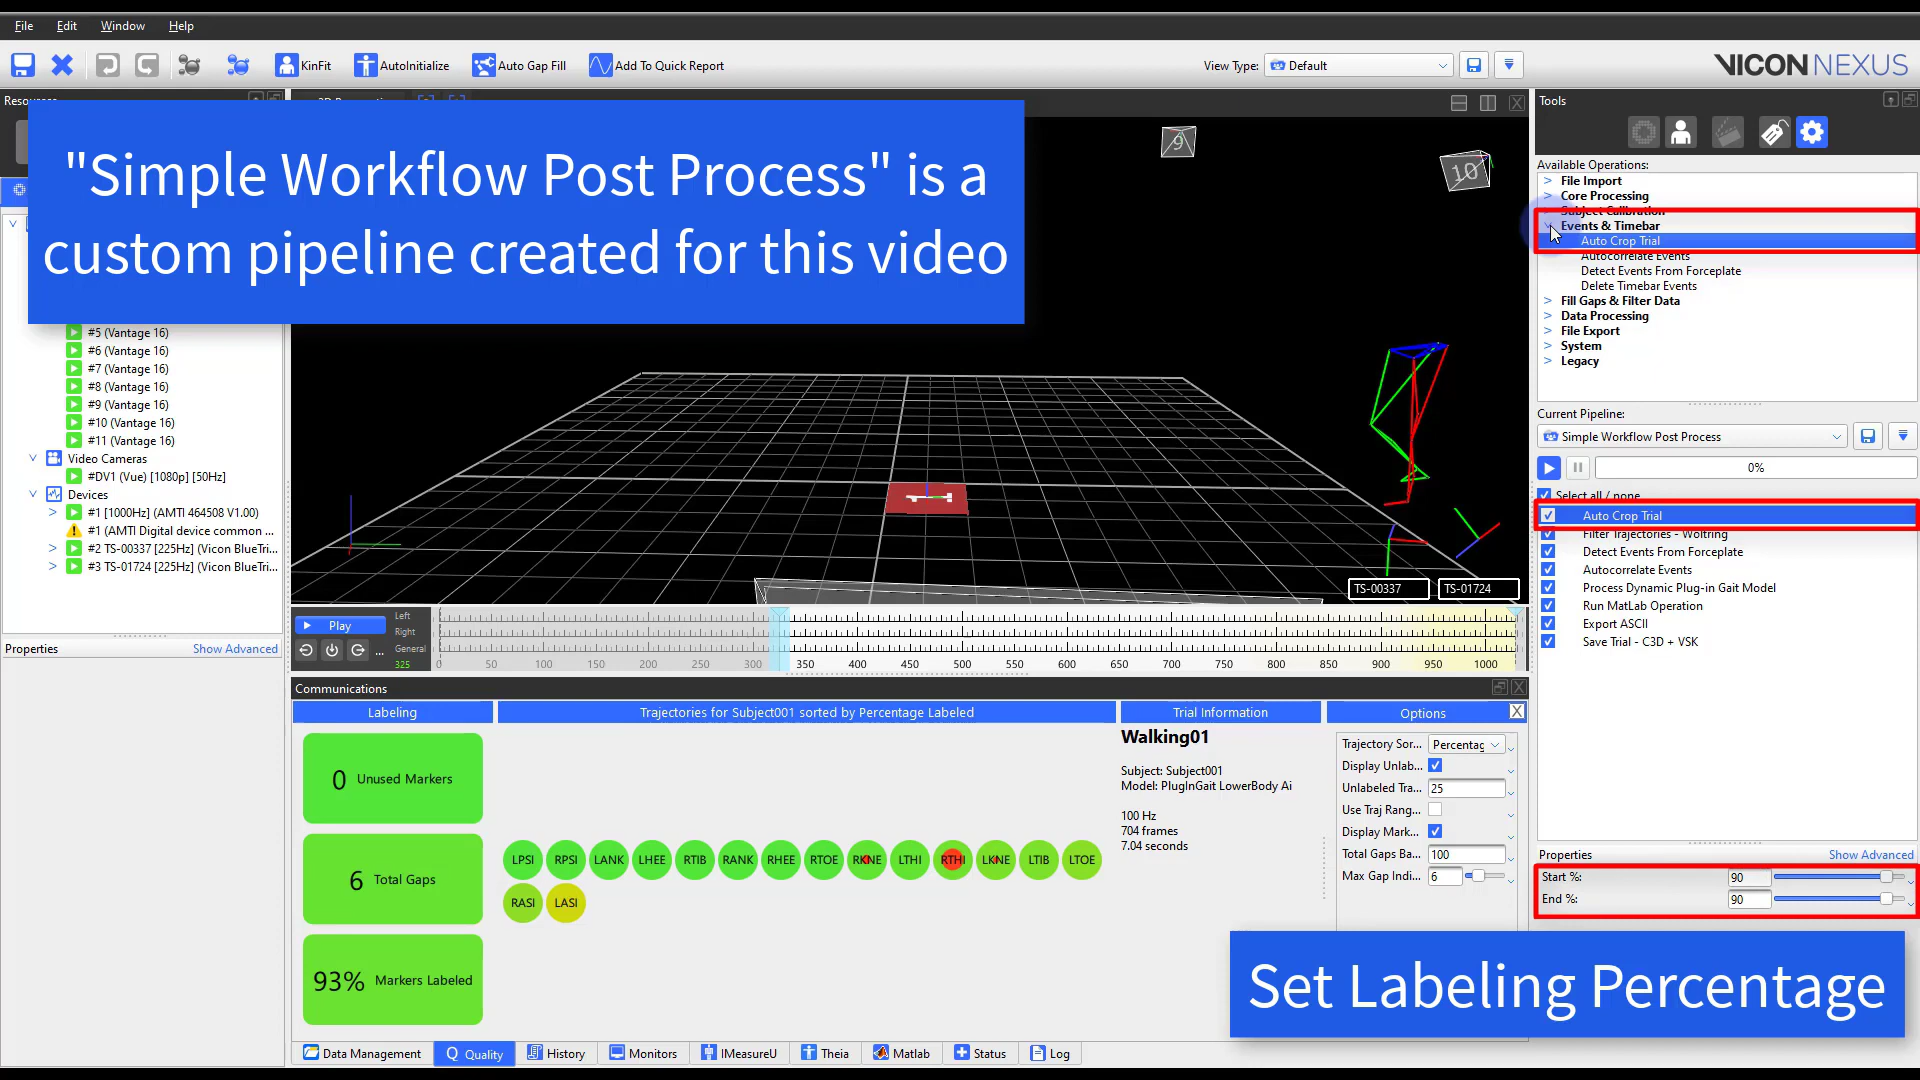 File Edit Window Help
KinFit AutoInitialize Auto Gap Fill Add To Quick Report View Type: Default VICON NEXUS
Tools
"Simple Workflow Post Process" is a
custom pipeline created for this video
9
10
#5 (Vantage 16)
#6 (Vantage 16)
#7 (Vantage 16)
#8 (Vantage 16)
#9 (Vantage 16)
#10 (Vantage 16)
#11 (Vantage 16)
Video Cameras
#DV1 (Vue) [1080p] [50Hz]
Devices
#1 [1000Hz] (AMTI 464508 V1.00)
#1 (AMTI Digital device common ...
#2 TS-00337 [225Hz] (Vicon BlueTri...
#3 TS-01724 [225Hz] (Vicon BlueTri...
Properties Show Advanced
TS-00337 TS-01724
Play
Left
Right
General
325
...
0 50 100 150 200 250 300 350 400 450 500 550 600 650 700 750 800 850 900 950 1000
Communications
Labeling Trajectories for Subject001 sorted by Percentage Labeled Trial Information Options
0 Unused Markers
6 Total Gaps
93% Markers Labeled
LPSI RPSI LANK LHEE RTIB RANK RHEE RTOE RKNE LTHI RTHI LKNE LTIB LTOE
RASI LASI
Walking01
Subject: Subject001
Model: PlugInGait LowerBody Ai
100 Hz
704 frames
7.04 seconds
Trajectory Sor... Percentag
Display Unlab...
Unlabeled Tra... 25
Use Traj Rang...
Display Mark...
Total Gaps Ba... 100
Max Gap Indi... 6
Data Management Quality History Monitors IMeasureU Theia Matlab Status Log
Available Operations:
File Import
Core Processing
Subject Calibration
Events & Timebar
Auto Crop Trial
Autocorrelate Events
Detect Events From Forceplate
Delete Timebar Events
Fill Gaps & Filter Data
Data Processing
File Export
System
Legacy
Current Pipeline:
Simple Workflow Post Process
0%
Select all / none
Auto Crop Trial
Filter Trajectories - Woltring
Detect Events From Forceplate
Autocorrelate Events
Process Dynamic Plug-in Gait Model
Run MatLab Operation
Export ASCII
Save Trial - C3D + VSK
Properties Show Advanced
Start %: 90
End %: 90
Set Labeling Percentage